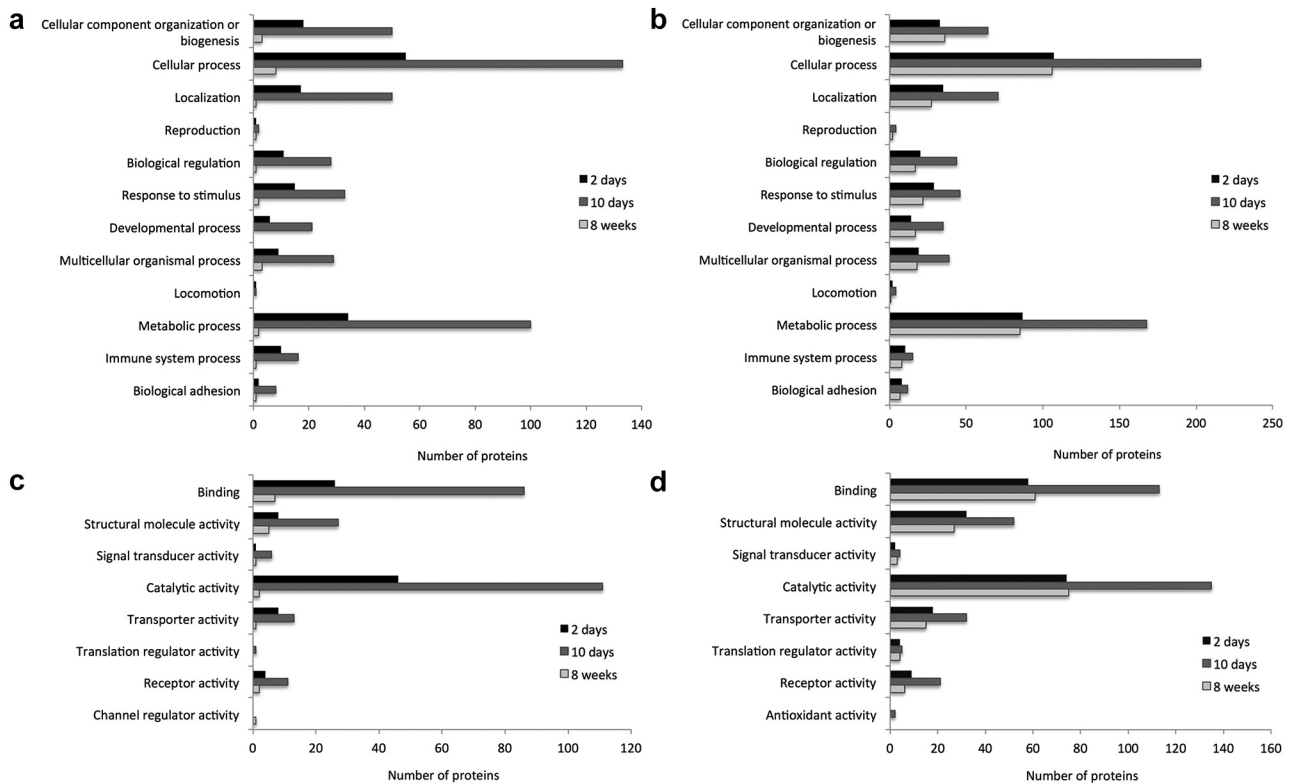 a
Cellular component organization or
biogenesis
Cellular process
Localization
Reproduction
Biological regulation
Response to stimulus
Developmental process
Multicellular organismal process
Locomotion
Metabolic process
Immune system process
Biological adhesion
2 days
10 days
8 weeks
0 20 40 60 80 100 120 140
Number of proteins
b
Cellular component organization or
biogenesis
Cellular process
Localization
Reproduction
Biological regulation
Response to stimulus
Developmental process
Multicellular organismal process
Locomotion
Metabolic process
Immune system process
Biological adhesion
2 days
10 days
8 weeks
0 50 100 150 200 250
Number of proteins
c
Binding
Structural molecule activity
Signal transducer activity
Catalytic activity
Transporter activity
Translation regulator activity
Receptor activity
Channel regulator activity
2 days
10 days
8 weeks
0 20 40 60 80 100 120
Number of proteins
d
Binding
Structural molecule activity
Signal transducer activity
Catalytic activity
Transporter activity
Translation regulator activity
Receptor activity
Antioxidant activity
2 days
10 days
8 weeks
0 20 40 60 80 100 120 140 160
Number of proteins